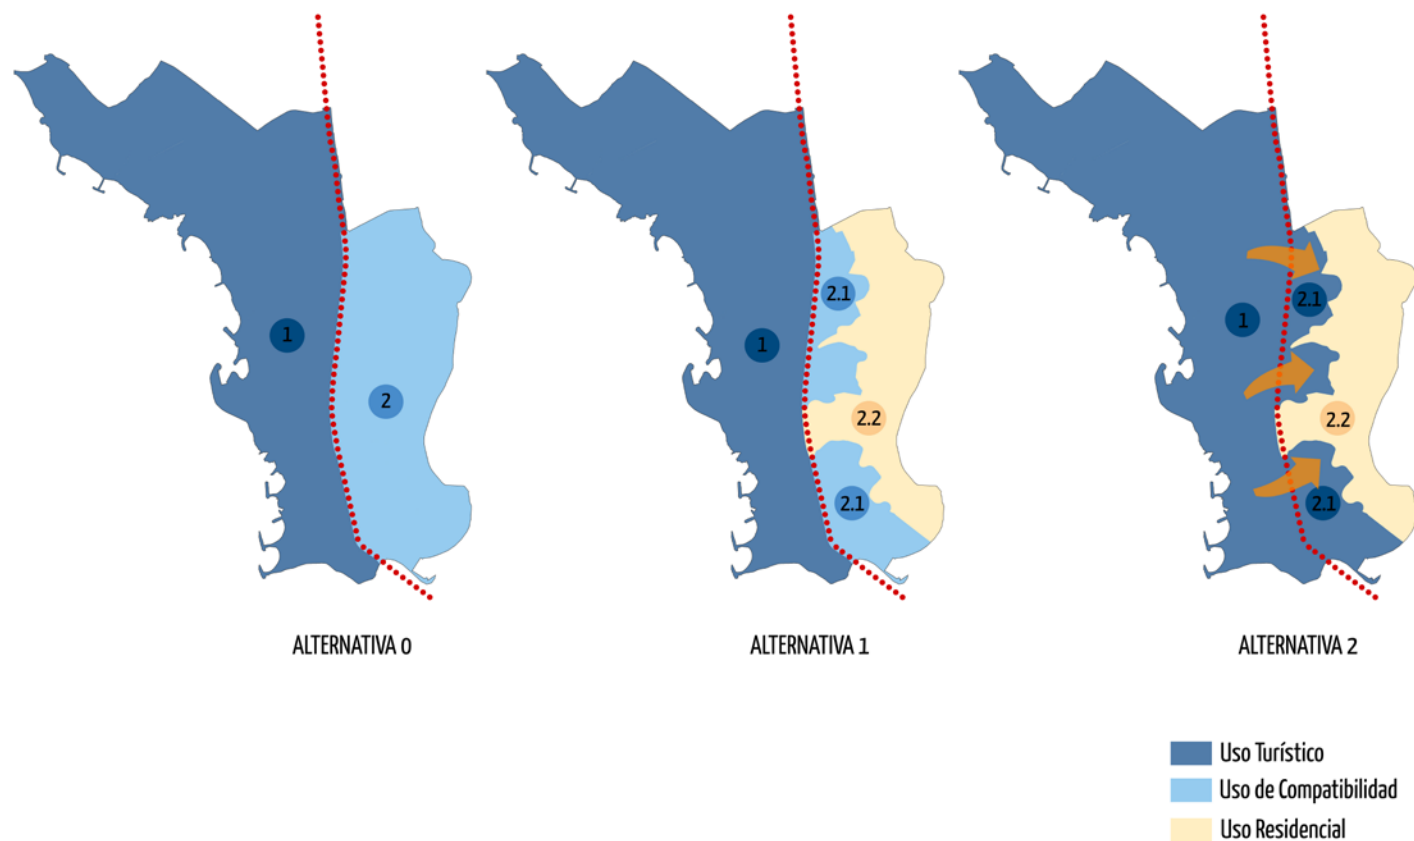 1
2
ALTERNATIVA 0
1
2.1
2.2
2.1
ALTERNATIVA 1
1
2.1
2.2
2.1
ALTERNATIVA 2
Uso Turístico
Uso de Compatibilidad
Uso Residencial